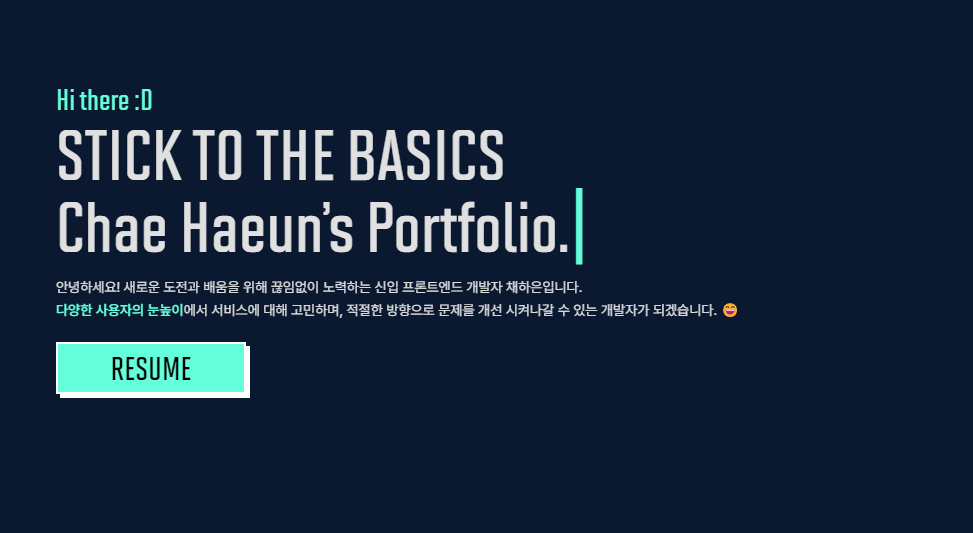 Hi there :D
STICK TO THE BASICS
Chae Haeun’s Portfolio.
안녕하세요! 새로운 도전과 배움을 위해 끊임없이 노력하는 신입 프론트엔드 개발자 채하은입니다.
다양한 사용자의 눈높이에서 서비스에 대해 고민하며, 적절한 방향으로 문제를 개선 시켜나갈 수 있는 개발자가 되겠습니다. 😄
RESUME